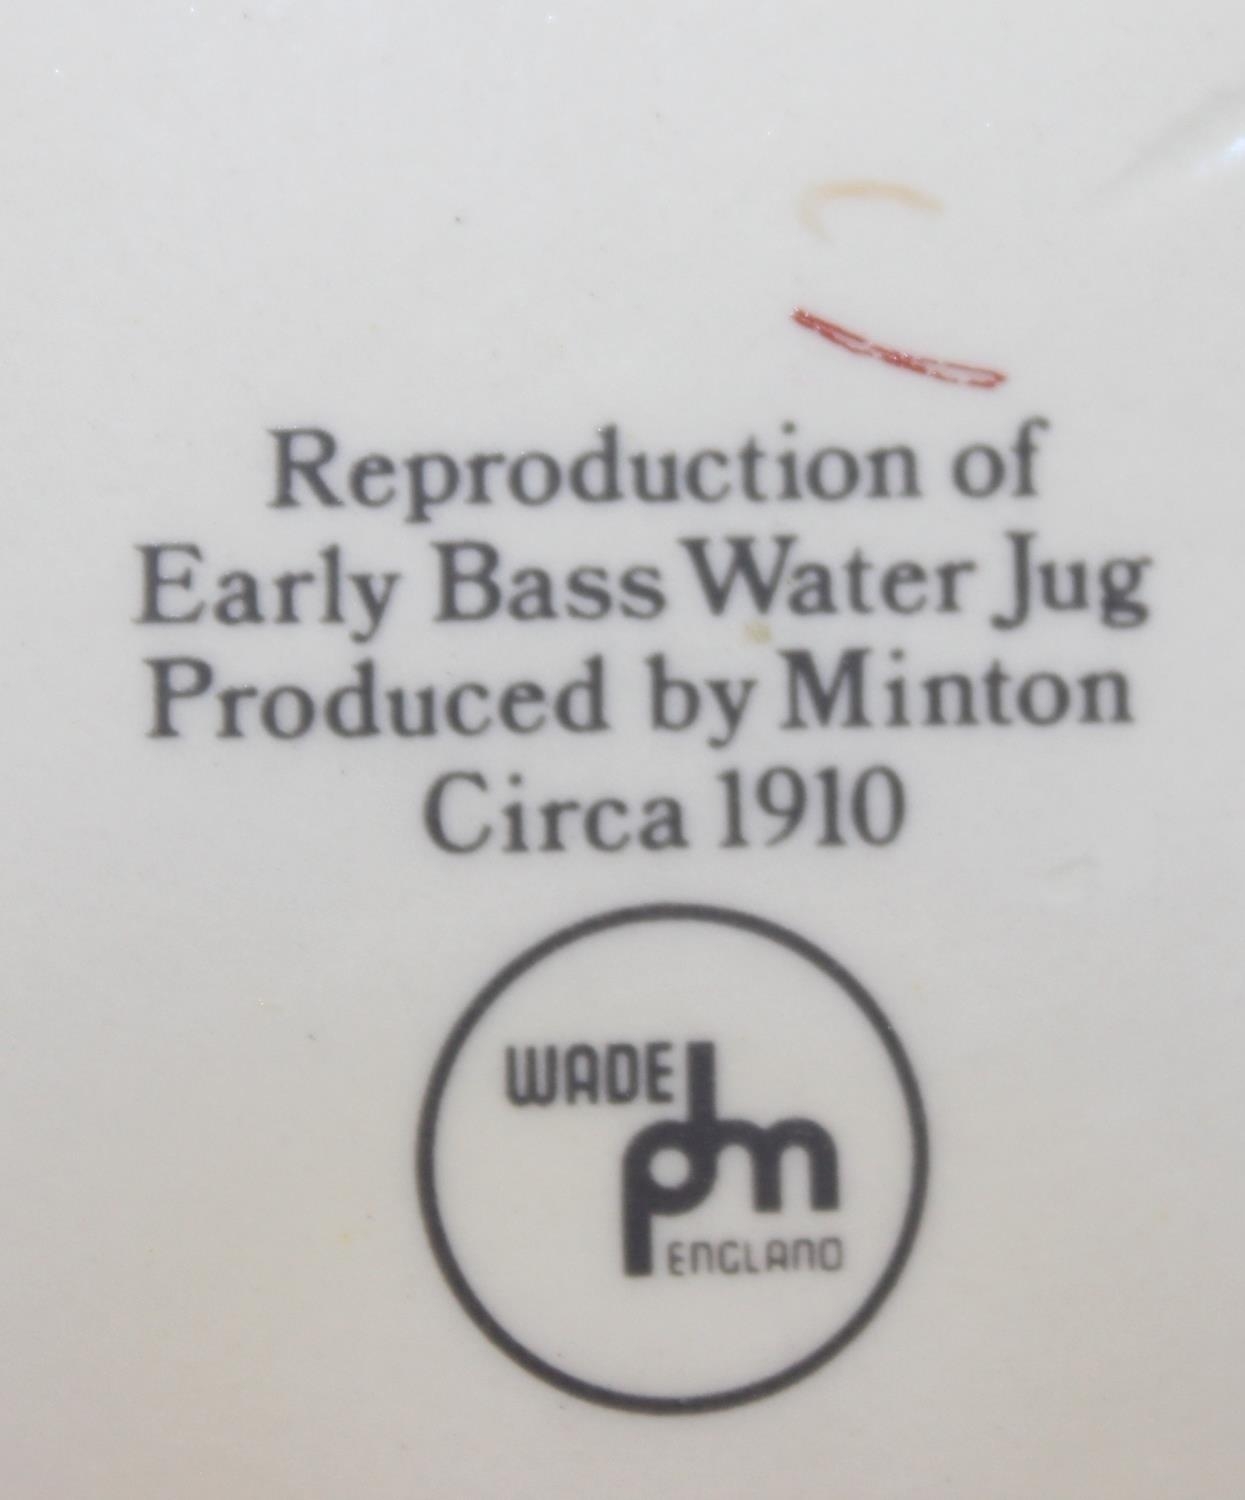 Reproduction of
Early Bass Water Jug
Produced by Minton
Circa 1910
WADE
pdm
ENGLAND